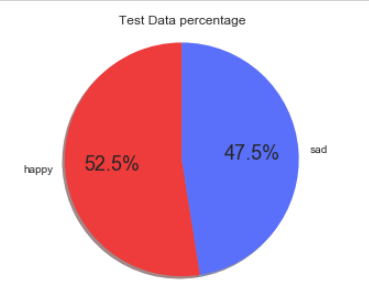 Test Data percentage
47.5%
sad
52.5%
happy